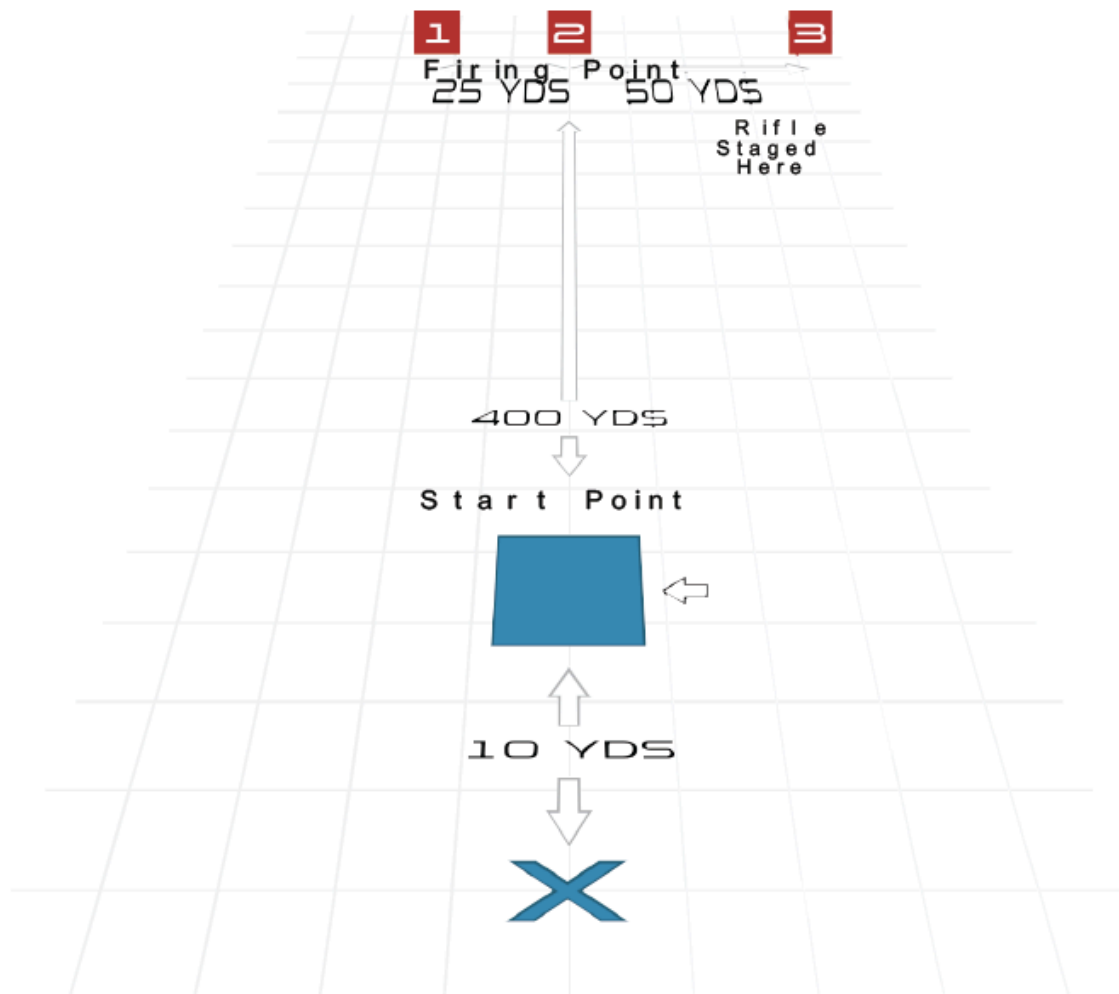 1 2 3
Firing Point
25 YDS 50 YDS
Rifle
Staged
Here
400 YDS
Start Point
10 YDS
X